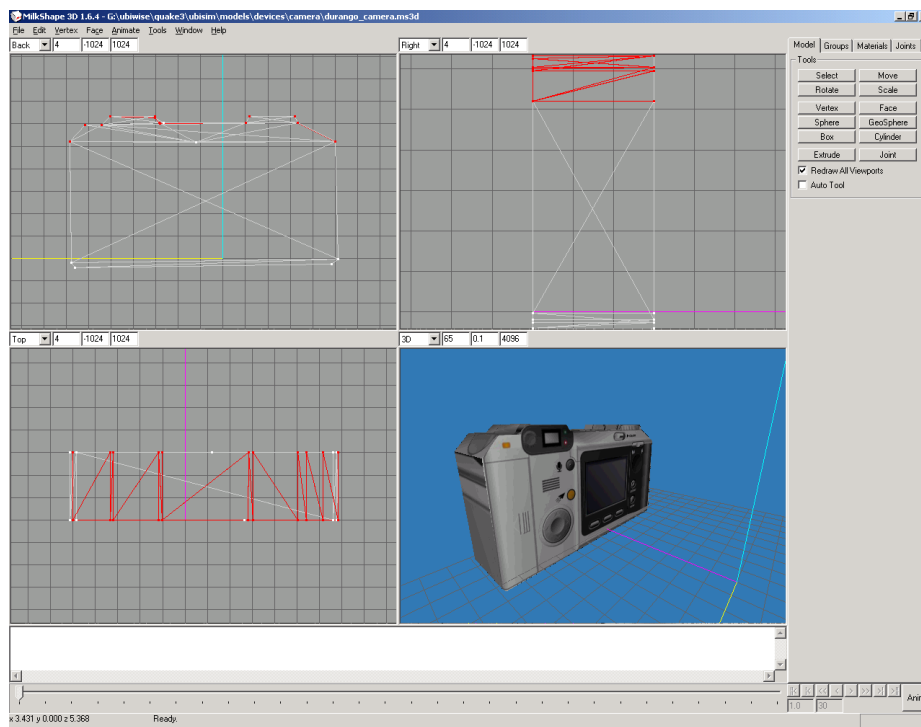 MilkShape 3D 1.6.4 - G:\ubiwise\quake3\ubisim\models\devices\camera\durango_camera.ms3d
File Edit Vertex Face Animate Tools Window Help
Back 4 -1024 1024
Right 4 -1024 1024
Model Groups Materials Joints
Tools
Select Move
Rotate Scale
Vertex Face
Sphere GeoSphere
Box Cylinder
Extrude Joint
Redraw All Viewports
Auto Tool
Top 4 -1024 1024
3D 65 0.1 4096
1.0 30
Ani
x 3.431 y 0.000 z 5.368 Ready.